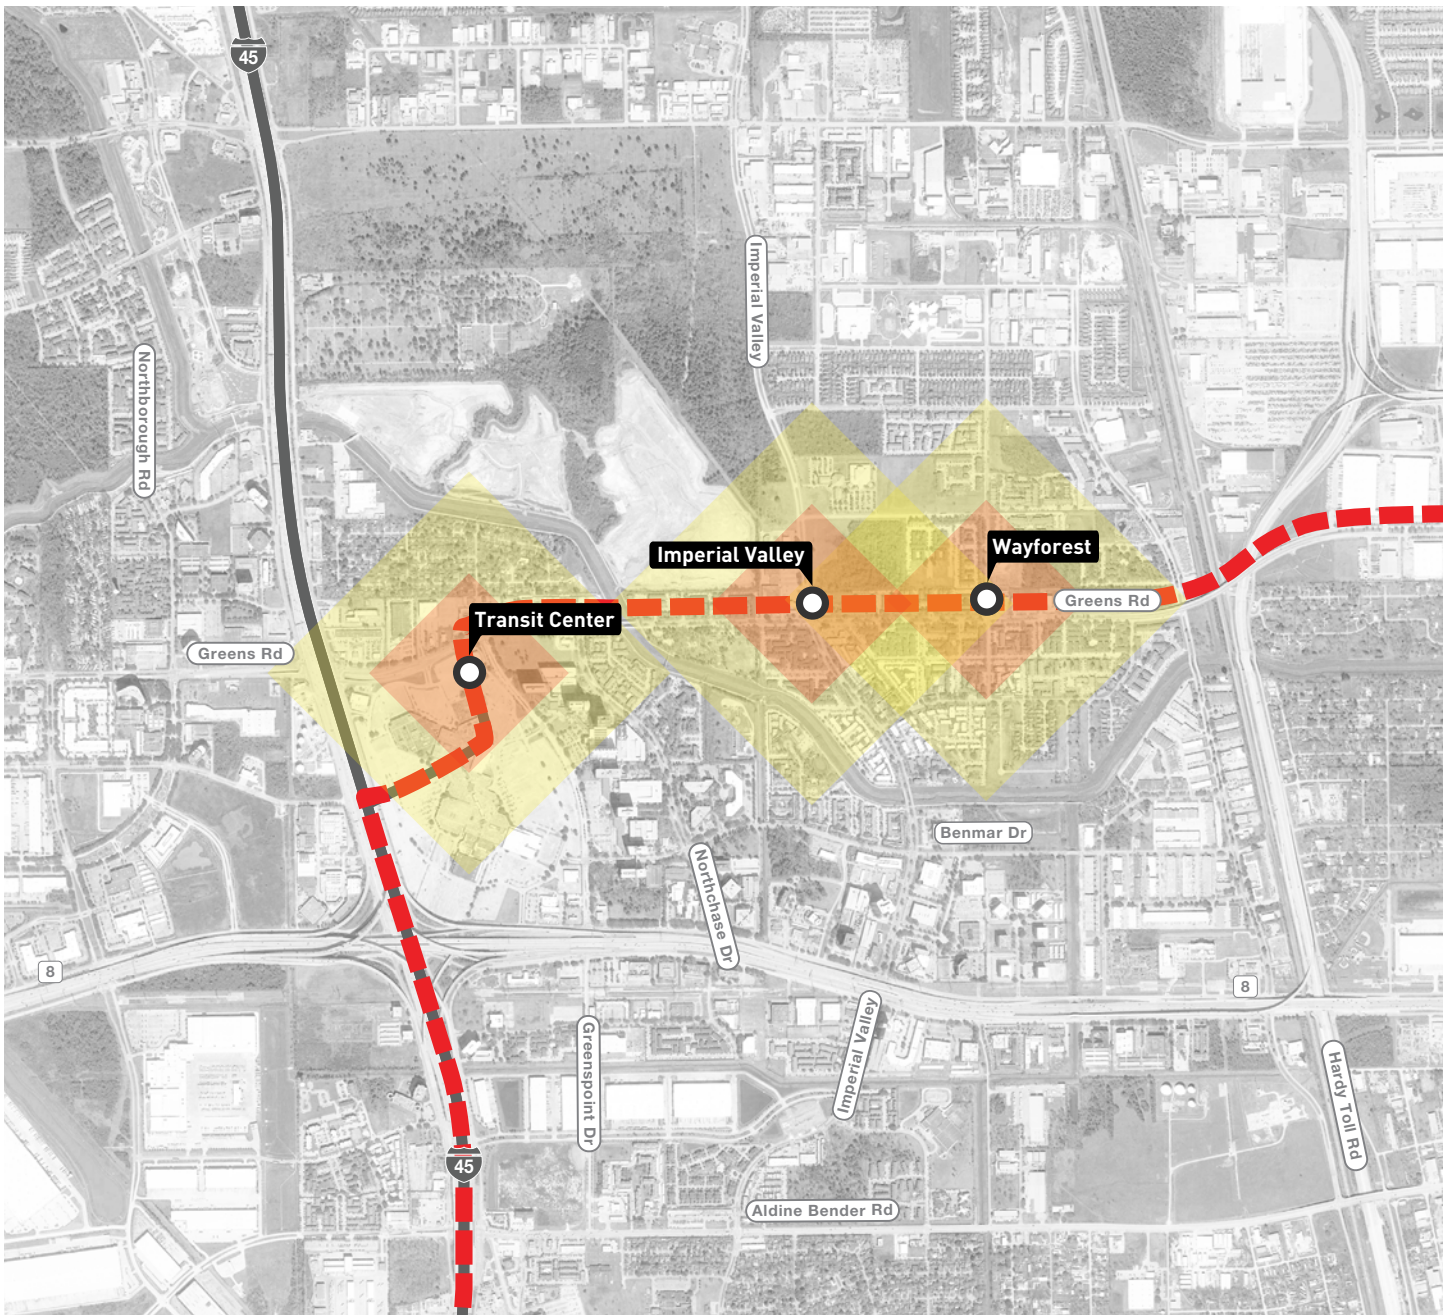 45
Imperial Valley
Northborough Rd
Wayforest
Imperial Valley
Greens Rd
Transit Center
Greens Rd
Benmar Dr
Northchase Dr
8
8
Imperial Valley
Greenspoint Dr
Hardy Toll Rd
45
Aldine Bender Rd